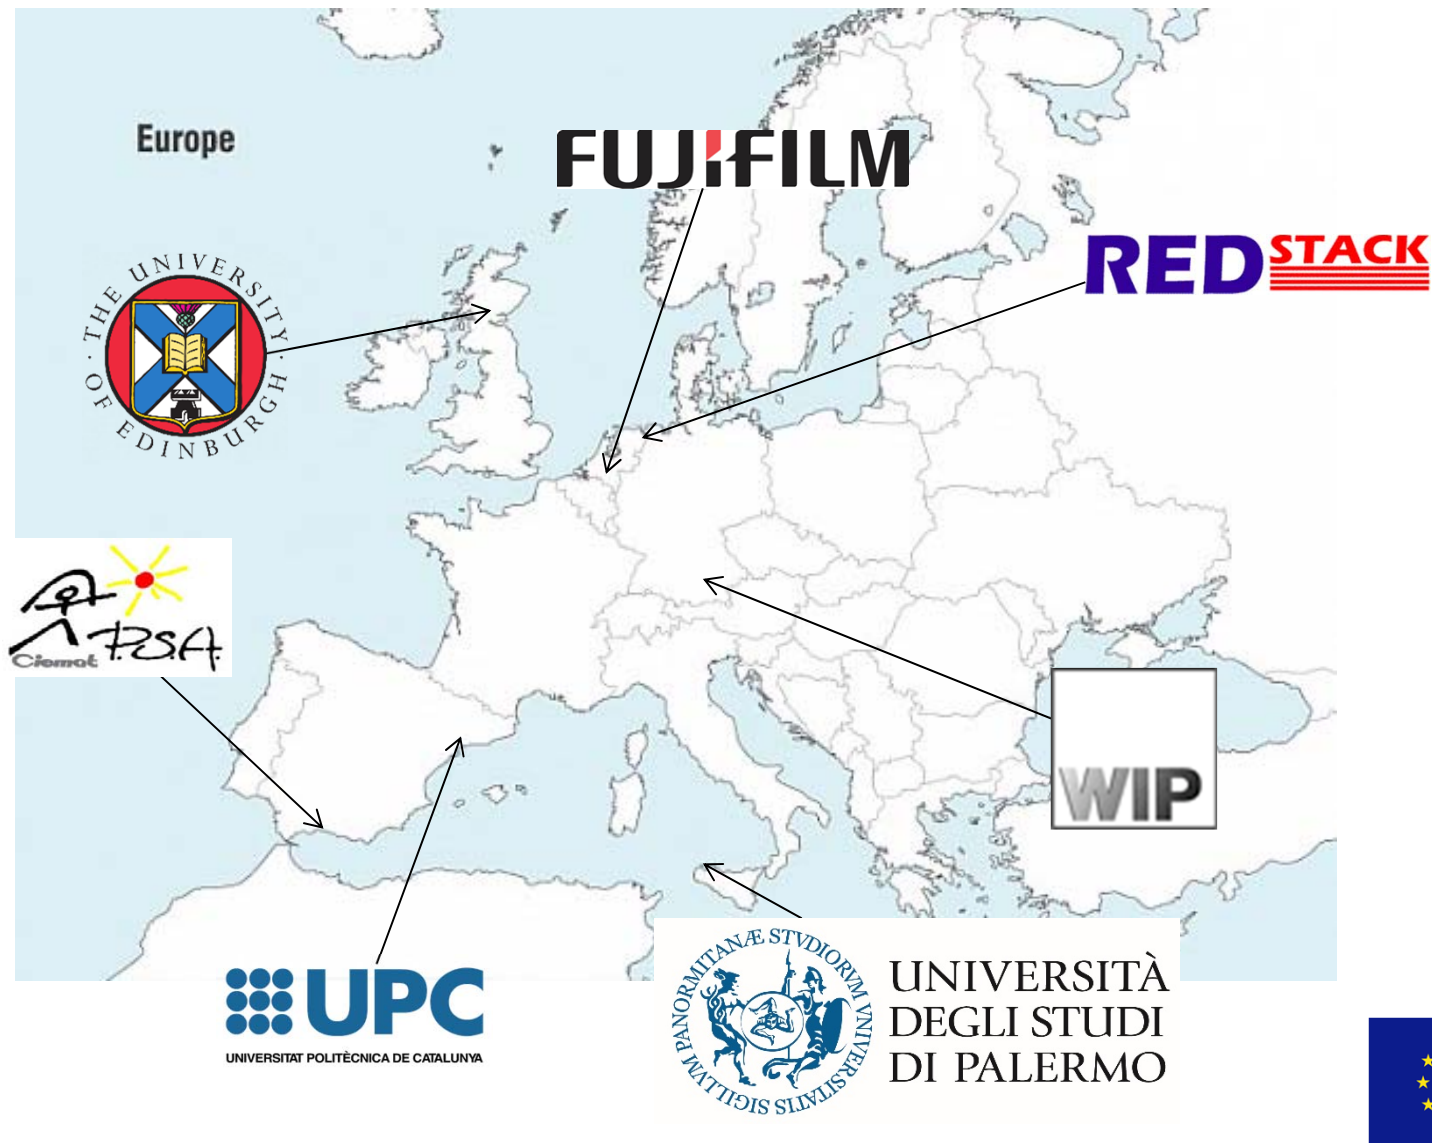 Europe
FUJIFILM
REDSTACK
· THE UNIVERSITY ·
OF EDINBURGH
Ciemat P.S.A.
WIP
UPC
UNIVERSITAT POLITÈCNICA DE CATALUNYA
SIGILLVM PANORMITANÆ STVDIORVM VNIVERSITATIS
UNIVERSITÀ
DEGLI STUDI
DI PALERMO